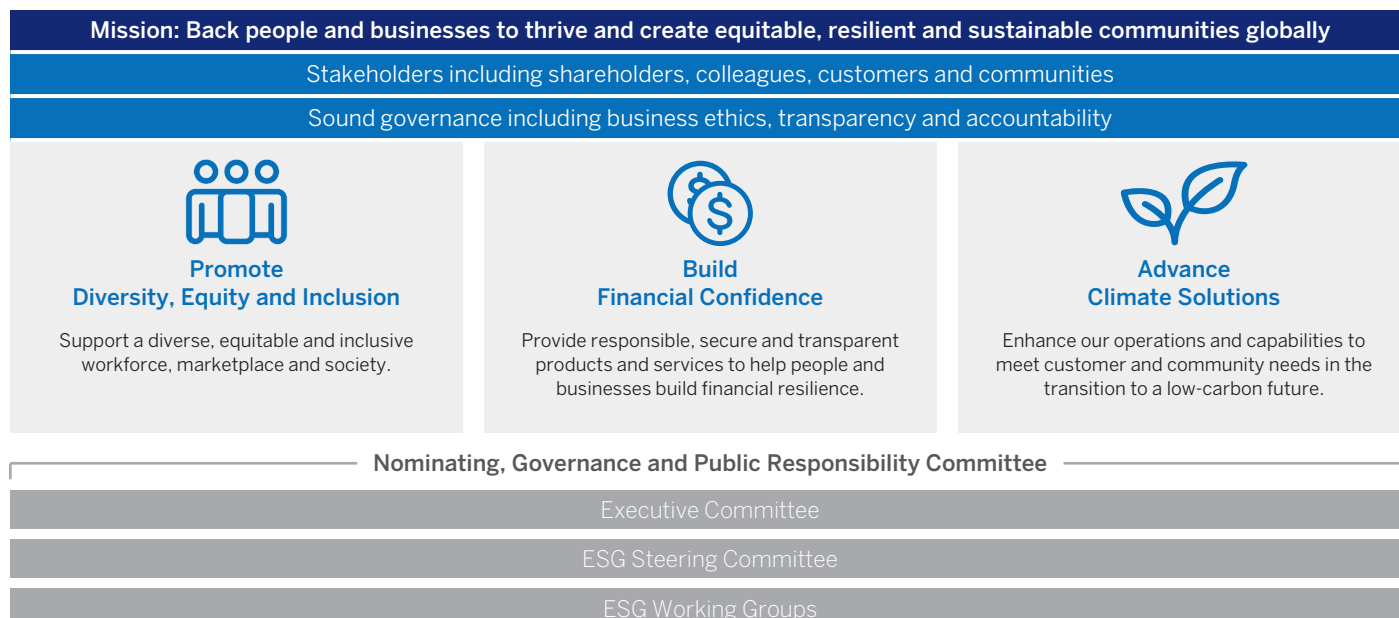 Mission: Back people and businesses to thrive and create equitable, resilient and sustainable communities globally
Stakeholders including shareholders, colleagues, customers and communities
Sound governance including business ethics, transparency and accountability
Promote
Diversity, Equity and Inclusion
Support a diverse, equitable and inclusive
workforce, marketplace and society.
$
$
Build
Financial Confidence
Provide responsible, secure and transparent
products and services to help people and
businesses build financial resilience.
Advance
Climate Solutions
Enhance our operations and capabilities to
meet customer and community needs in the
transition to a low-carbon future.
Nominating, Governance and Public Responsibility Committee
Executive Committee
ESG Steering Committee
ESG Working Groups